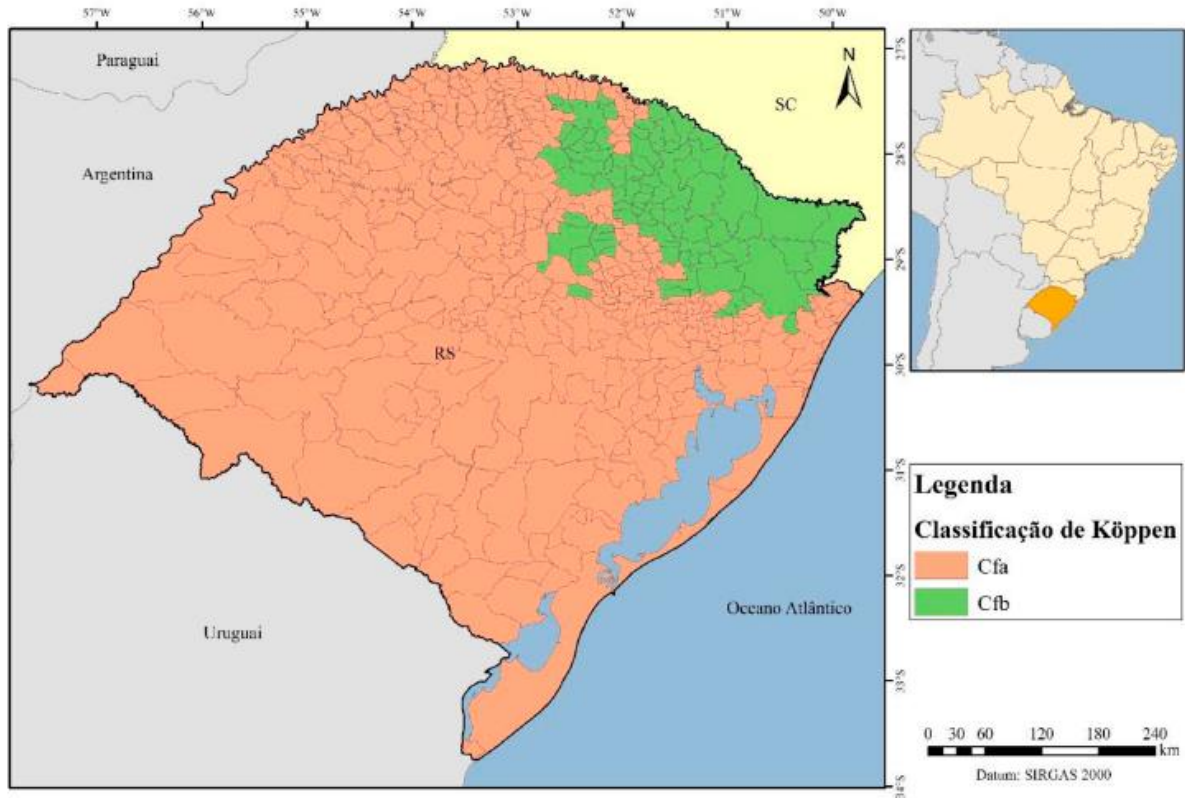 57°W 56°W 55°W 54°W 53°W 52°W 51°W 50°W
Paraguai
N
SC
Argentina
RS
Uruguai
Oceano Atlântico
27°S
28°S
29°S
30°S
31°S
32°S
33°S
34°S
Legenda
Classificação de Köppen
Cfa
Cfb
0 30 60 120 180 240
km
Datum: SIRGAS 2000